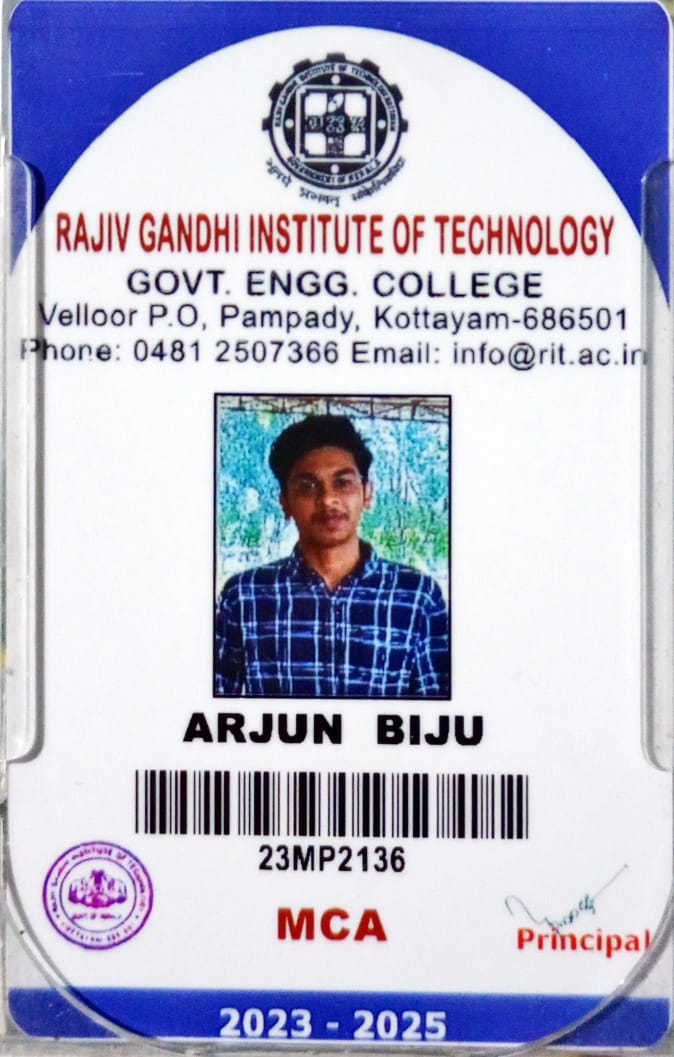 RAJIV GANDHI INSTITUTE OF TECHNOLOGY
GOVT. ENGG. COLLEGE
Velloor P.O, Pampady, Kottayam-686501
Phone: 0481 2507366 Email: info@rit.ac.in
ARJUN BIJU
23MP2136
MCA
Principal
2023 - 2025